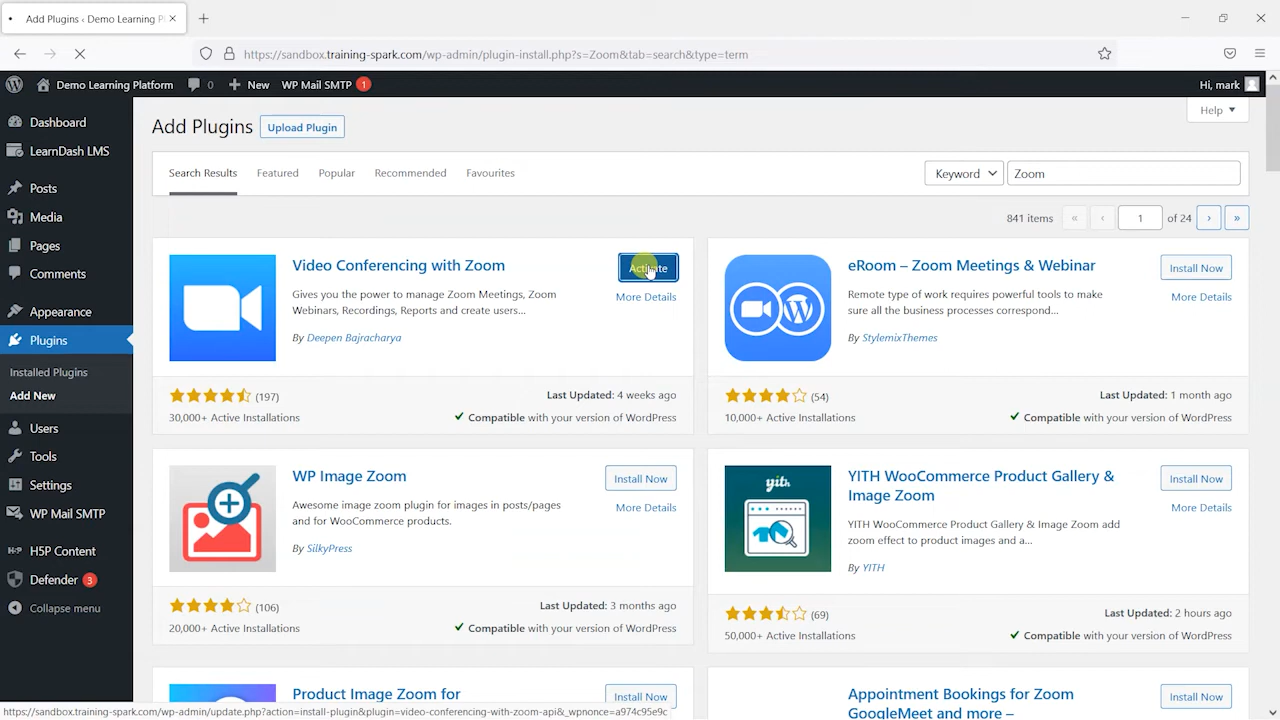 Add Plugins ‹ Demo Learning Pl
https://sandbox.training-spark.com/wp-admin/plugin-install.php?s=Zoom&tab=search&type=term
Demo Learning Platform
0
New
WP Mail SMTP 1
Hi, mark
Dashboard
LearnDash LMS
Posts
Media
Pages
Comments
Appearance
Plugins
Installed Plugins
Add New
Users
Tools
Settings
WP Mail SMTP
H5P Content
Defender 3
Collapse menu
Help
Add Plugins
Upload Plugin
Search Results
Featured
Popular
Recommended
Favourites
Keyword
Zoom
841 items « ‹ 1 of 24 › »
Video Conferencing with Zoom
Activate
More Details
Gives you the power to manage Zoom Meetings, Zoom
Webinars, Recordings, Reports and create users...
By Deepen Bajracharya
(197)
Last Updated: 4 weeks ago
30,000+ Active Installations
Compatible with your version of WordPress
eRoom – Zoom Meetings & Webinar
Install Now
More Details
Remote type of work requires powerful tools to make
sure all the business processes correspond...
By StylemixThemes
(54)
Last Updated: 1 month ago
10,000+ Active Installations
Compatible with your version of WordPress
WP Image Zoom
Install Now
More Details
Awesome image zoom plugin for images in posts/pages
and for WooCommerce products.
By SilkyPress
(106)
Last Updated: 3 months ago
20,000+ Active Installations
Compatible with your version of WordPress
yith
YITH WooCommerce Product Gallery &
Image Zoom
Install Now
More Details
YITH WooCommerce Product Gallery & Image Zoom add
zoom effect to product images and a...
By YITH
(69)
Last Updated: 2 hours ago
50,000+ Active Installations
Compatible with your version of WordPress
Product Image Zoom for
Install Now
Appointment Bookings for Zoom
GoogleMeet and more –
Install Now
https://sandbox.training-spark.com/wp-admin/update.php?action=install-plugin&plugin=video-conferencing-with-zoom-api&_wpnonce=a974c95e9c